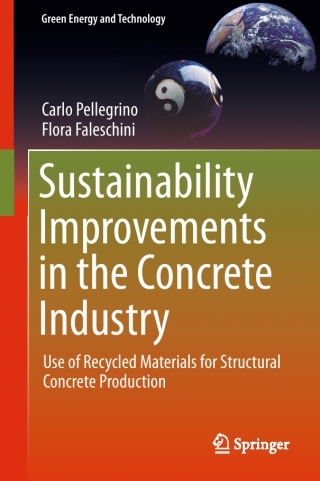 Green Energy and Technology
Carlo Pellegrino
Flora Faleschini
Sustainability
Improvements
in the Concrete
Industry
Use of Recycled Materials for Structural
Concrete Production
Springer